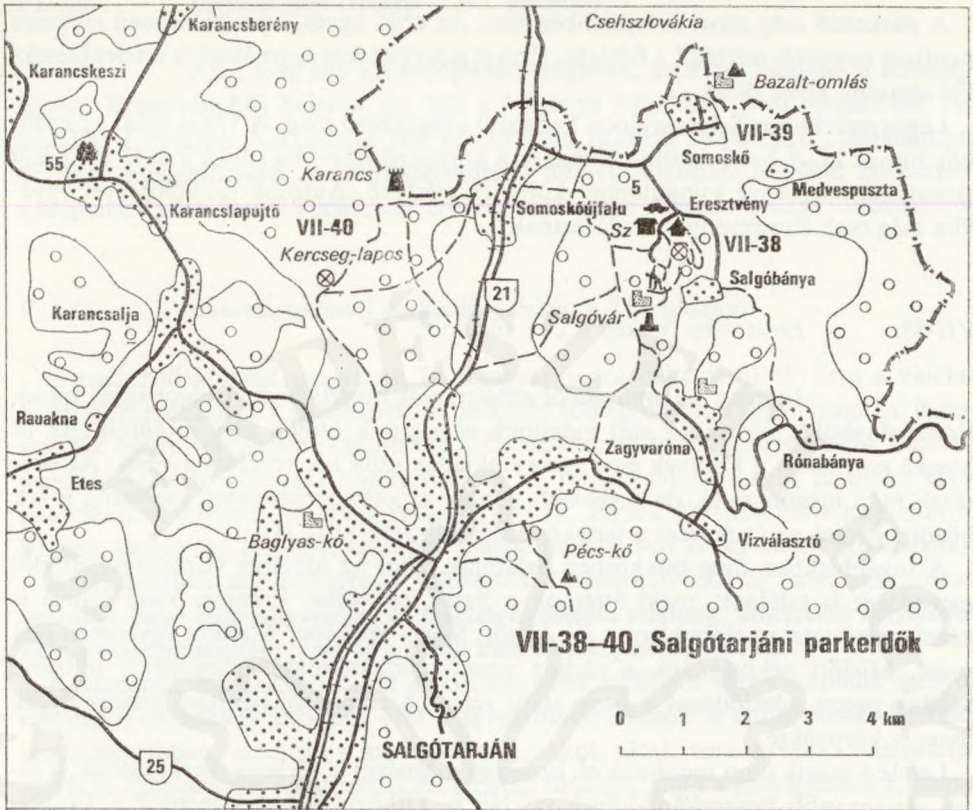 Karancsberény
Csehszlovákia
Karancskeszi
Bazalt-omlás
VII-39
55
Somoskő
Karancs
5
Medvespuszta
Karancslapujtő
Somoskőújfalu
Eresztvény
VII-40
Sz
VII-38
Kercseg-lapos
Salgóbánya
21
Karancsalja
Salgóvár
Rauakna
Zagyvaróna
Rónabánya
Etes
Baglyas-kő
Vízválasztó
Pécs-kő
VII-38–40. Salgótarjáni parkerdők
0 1 2 3 4 km
SALGÓTARJÁN
25